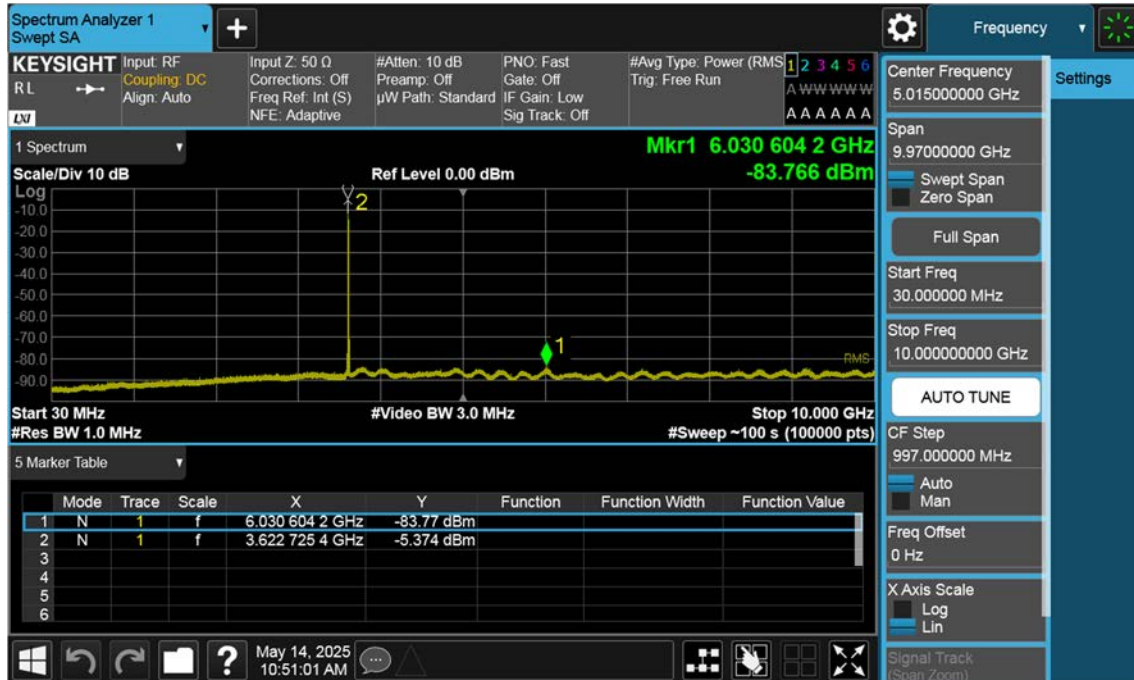 Spectrum Analyzer 1
Swept SA
Frequency
KEYSIGHT
R L
LXI
Input: RF
Coupling: DC
Align: Auto
Input Z: 50 Ω
Corrections: Off
Freq Ref: Int (S)
NFE: Adaptive
#Atten: 10 dB
Preamp: Off
µW Path: Standard
PNO: Fast
Gate: Off
IF Gain: Low
Sig Track: Off
#Avg Type: Power (RMS
Trig: Free Run
1 2 3 4 5 6
A W W W W W
A A A A A A
1 Spectrum
Scale/Div 10 dB
Ref Level 0.00 dBm
Mkr1 6.030 604 2 GHz
-83.766 dBm
Log
-10.0
-20.0
-30.0
-40.0
-50.0
-60.0
-70.0
-80.0
-90.0
2
1
RMS
Start 30 MHz
#Video BW 3.0 MHz
Stop 10.000 GHz
#Res BW 1.0 MHz
#Sweep ~100 s (100000 pts)
5 Marker Table
Mode Trace Scale X Y Function Function Width Function Value
1 N 1 f 6.030 604 2 GHz -83.77 dBm
2 N 1 f 3.622 725 4 GHz -5.374 dBm
3
4
5
6
May 14, 2025
10:51:01 AM
Center Frequency
5.015000000 GHz
Span
9.97000000 GHz
Swept Span
Zero Span
Full Span
Start Freq
30.000000 MHz
Stop Freq
10.000000000 GHz
AUTO TUNE
CF Step
997.000000 MHz
Auto
Man
Freq Offset
0 Hz
X Axis Scale
Log
Lin
Signal Track
(Span Zoom)
Settings